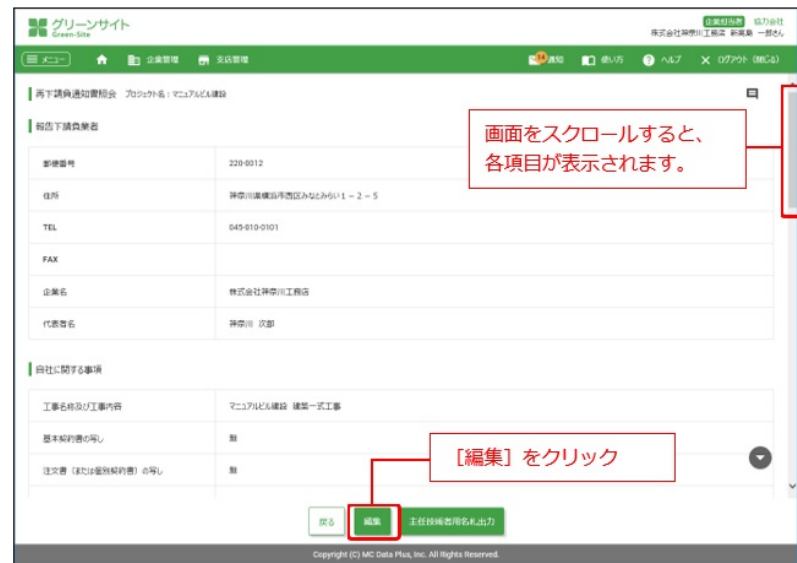 グリーンサイト
Green-Site
企業担当者 協力会社
株式会社神奈川工務店 新高島 一郎さん
メニュー 企業管理 支店管理 14 通知 使い方 ヘルプ ログアウト (閉じる)
再下請負通知書照会 プロジェクト名：マニュアルビル建設
報告下請負業者
画面をスクロールすると、
各項目が表示されます。
郵便番号 220-0012
住所 神奈川県横浜市西区みなとみらい１－２－５
TEL 045-010-0101
FAX
企業名 株式会社神奈川工務店
代表者名 神奈川 次郎
自社に関する事項
工事名称及び工事内容 マニュアルビル建設 建築一式工事
基本契約書の写し 無
［編集］をクリック
注文書（または個別契約書）の写し 無
戻る 編集 主任技術者用名札出力
Copyright (C) MC Data Plus, Inc. All Rights Reserved.